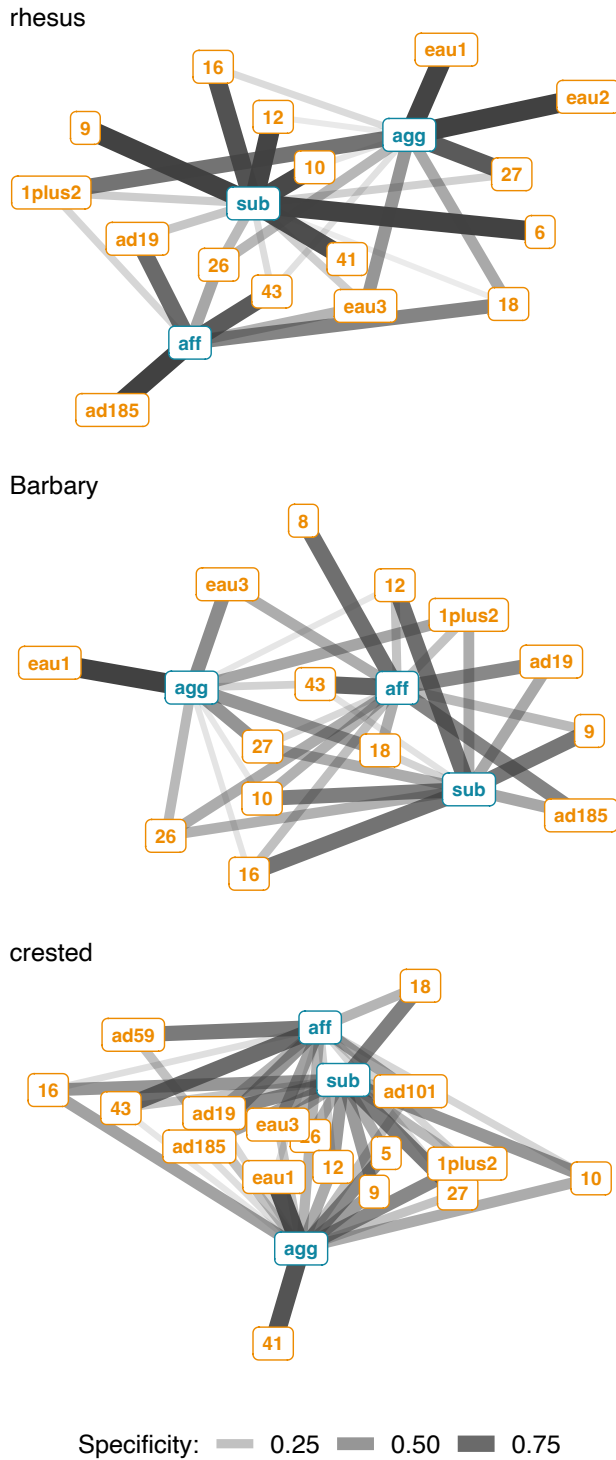 rhesus
eau1
16
eau2
12
9
agg
10
27
1plus2
sub
6
ad19
26
41
43
eau3
18
aff
ad185
Barbary
8
eau3
12
1plus2
eau1
ad19
agg
43
aff
9
27
18
sub
10
ad185
26
16
crested
18
aff
ad59
sub
16
ad101
43
ad19
eau3
26
ad185
5
12
1plus2
eau1
10
9
27
agg
41
Specificity: 0.25 0.50 0.75